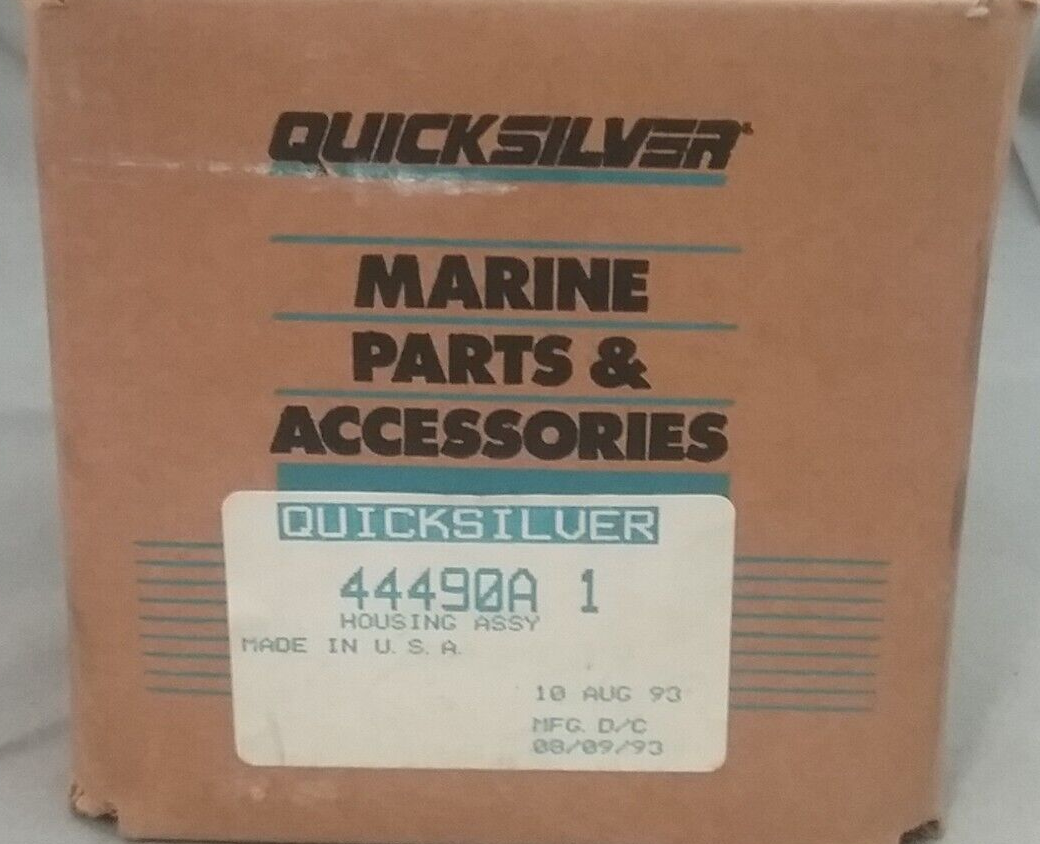 QUICKSILVER
MARINE
PARTS &
ACCESSORIES
QUICKSILVER
44490A 1
HOUSING ASSY
MADE IN U. S. A.
10 AUG 93
MFG. D/C
08/09/93